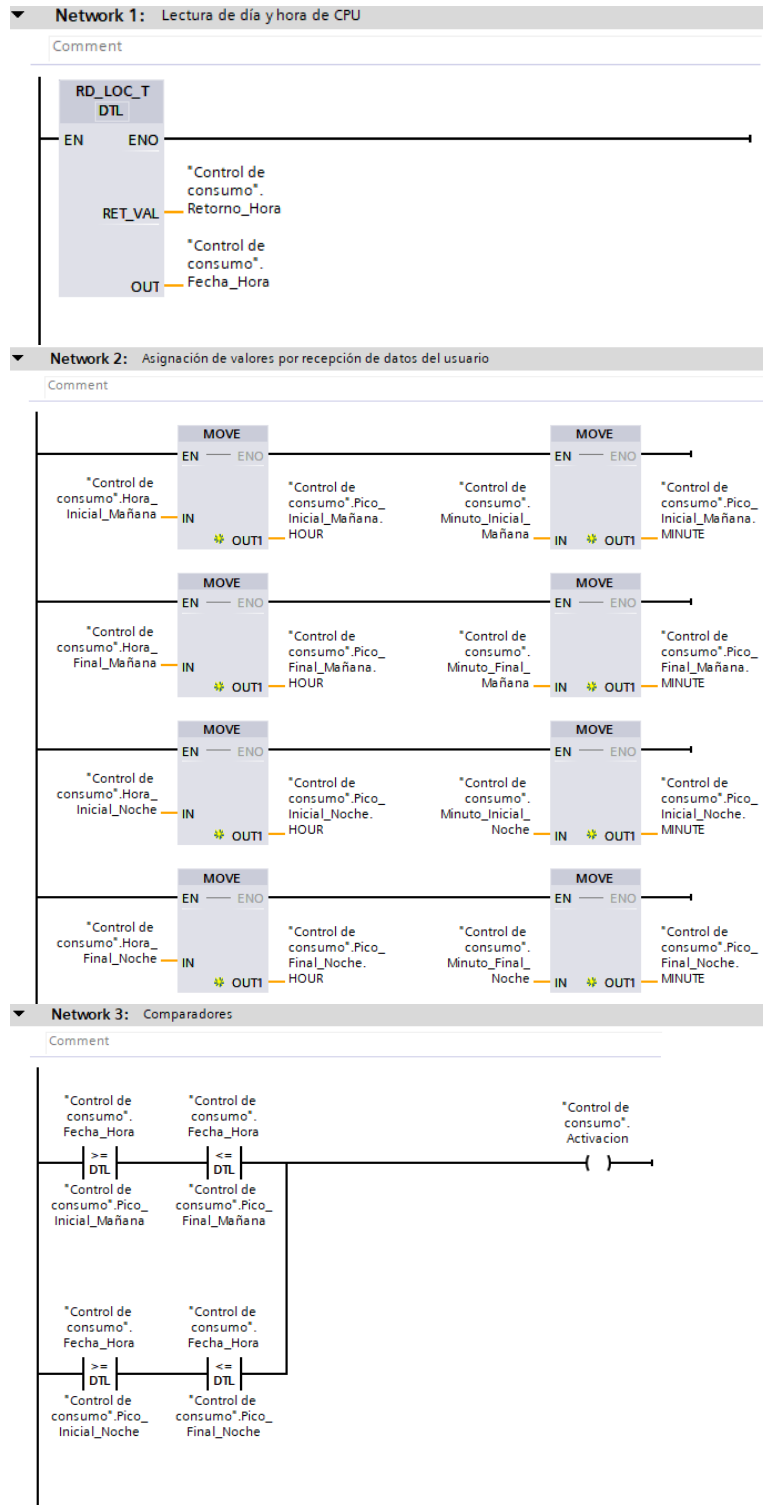 Network 1: Lectura de día y hora de CPU
Comment
RD_LOC_T
DTL
EN ENO
"Control de
consumo".
RET_VAL Retorno_Hora
"Control de
consumo".
OUT Fecha_Hora
Network 2: Asignación de valores por recepción de datos del usuario
Comment
MOVE
EN ENO
"Control de
consumo".Hora_
Inicial_Mañana
IN
OUT1
"Control de
consumo".Pico_
Inicial_Mañana.
HOUR
MOVE
EN ENO
"Control de
consumo".
Minuto_Inicial_
Mañana
IN OUT1
"Control de
consumo".Pico_
Inicial_Mañana.
MINUTE
MOVE
EN ENO
"Control de
consumo".Hora_
Final_Mañana
IN
OUT1
"Control de
consumo".Pico_
Final_Mañana.
HOUR
MOVE
EN ENO
"Control de
consumo".
Minuto_Final_
Mañana
IN OUT1
"Control de
consumo".Pico_
Final_Mañana.
MINUTE
MOVE
EN ENO
"Control de
consumo".Hora_
Inicial_Noche
IN
OUT1
"Control de
consumo".Pico_
Inicial_Noche.
HOUR
MOVE
EN ENO
"Control de
consumo".
Minuto_Inicial_
Noche
IN OUT1
"Control de
consumo".Pico_
Inicial_Noche.
MINUTE
MOVE
EN ENO
"Control de
consumo".Hora_
Final_Noche
IN
OUT1
"Control de
consumo".Pico_
Final_Noche.
HOUR
MOVE
EN ENO
"Control de
consumo".
Minuto_Final_
Noche
IN OUT1
"Control de
consumo".Pico_
Final_Noche.
MINUTE
Network 3: Comparadores
Comment
"Control de
consumo".
Fecha_Hora
>=
DTL
"Control de
consumo".Pico_
Inicial_Mañana
"Control de
consumo".
Fecha_Hora
<=
DTL
"Control de
consumo".Pico_
Final_Mañana
"Control de
consumo".
Activacion
"Control de
consumo".
Fecha_Hora
>=
DTL
"Control de
consumo".Pico_
Inicial_Noche
"Control de
consumo".
Fecha_Hora
<=
DTL
"Control de
consumo".Pico_
Final_Noche